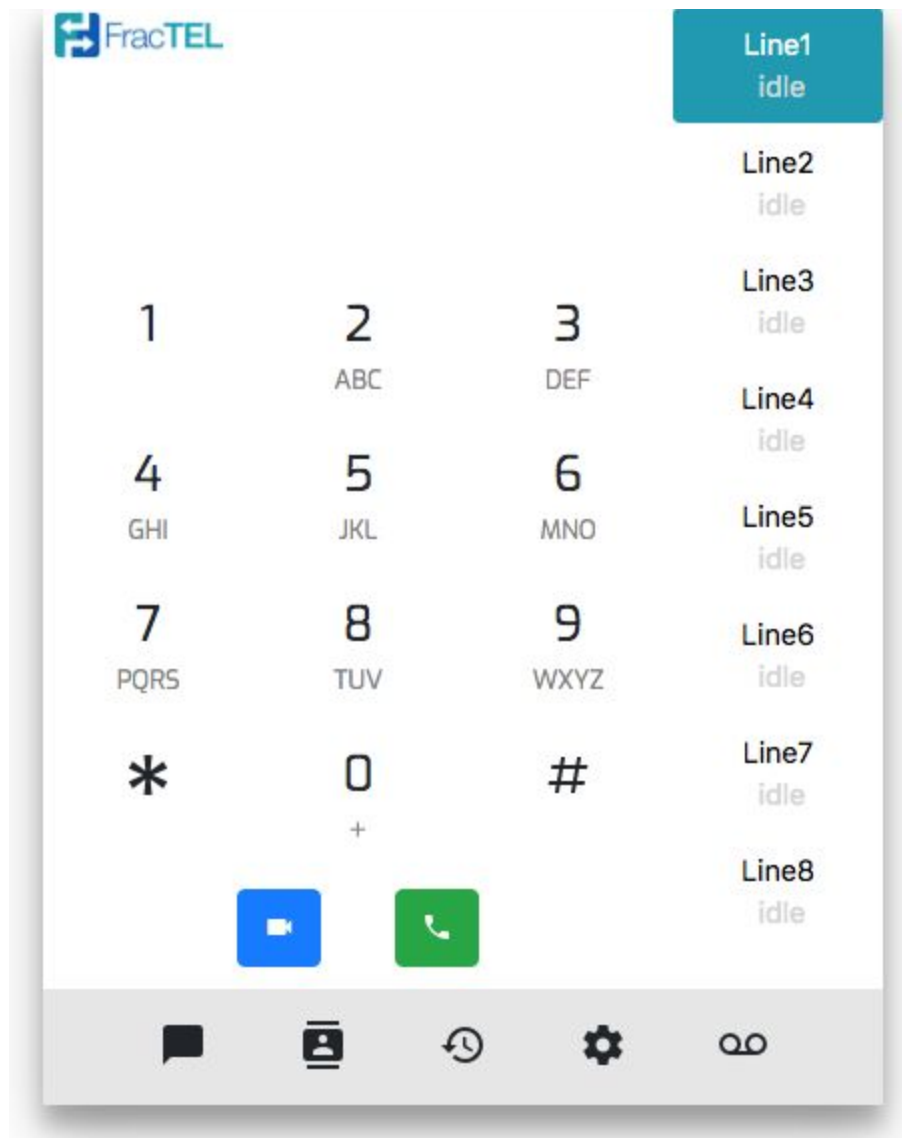 FracTEL
Line1
idle
Line2
idle
Line3
idle
Line4
idle
Line5
idle
Line6
idle
Line7
idle
Line8
idle
1 2 3
ABC DEF
4 5 6
GHI JKL MNO
7 8 9
PQRS TUV WXYZ
* 0 #
+